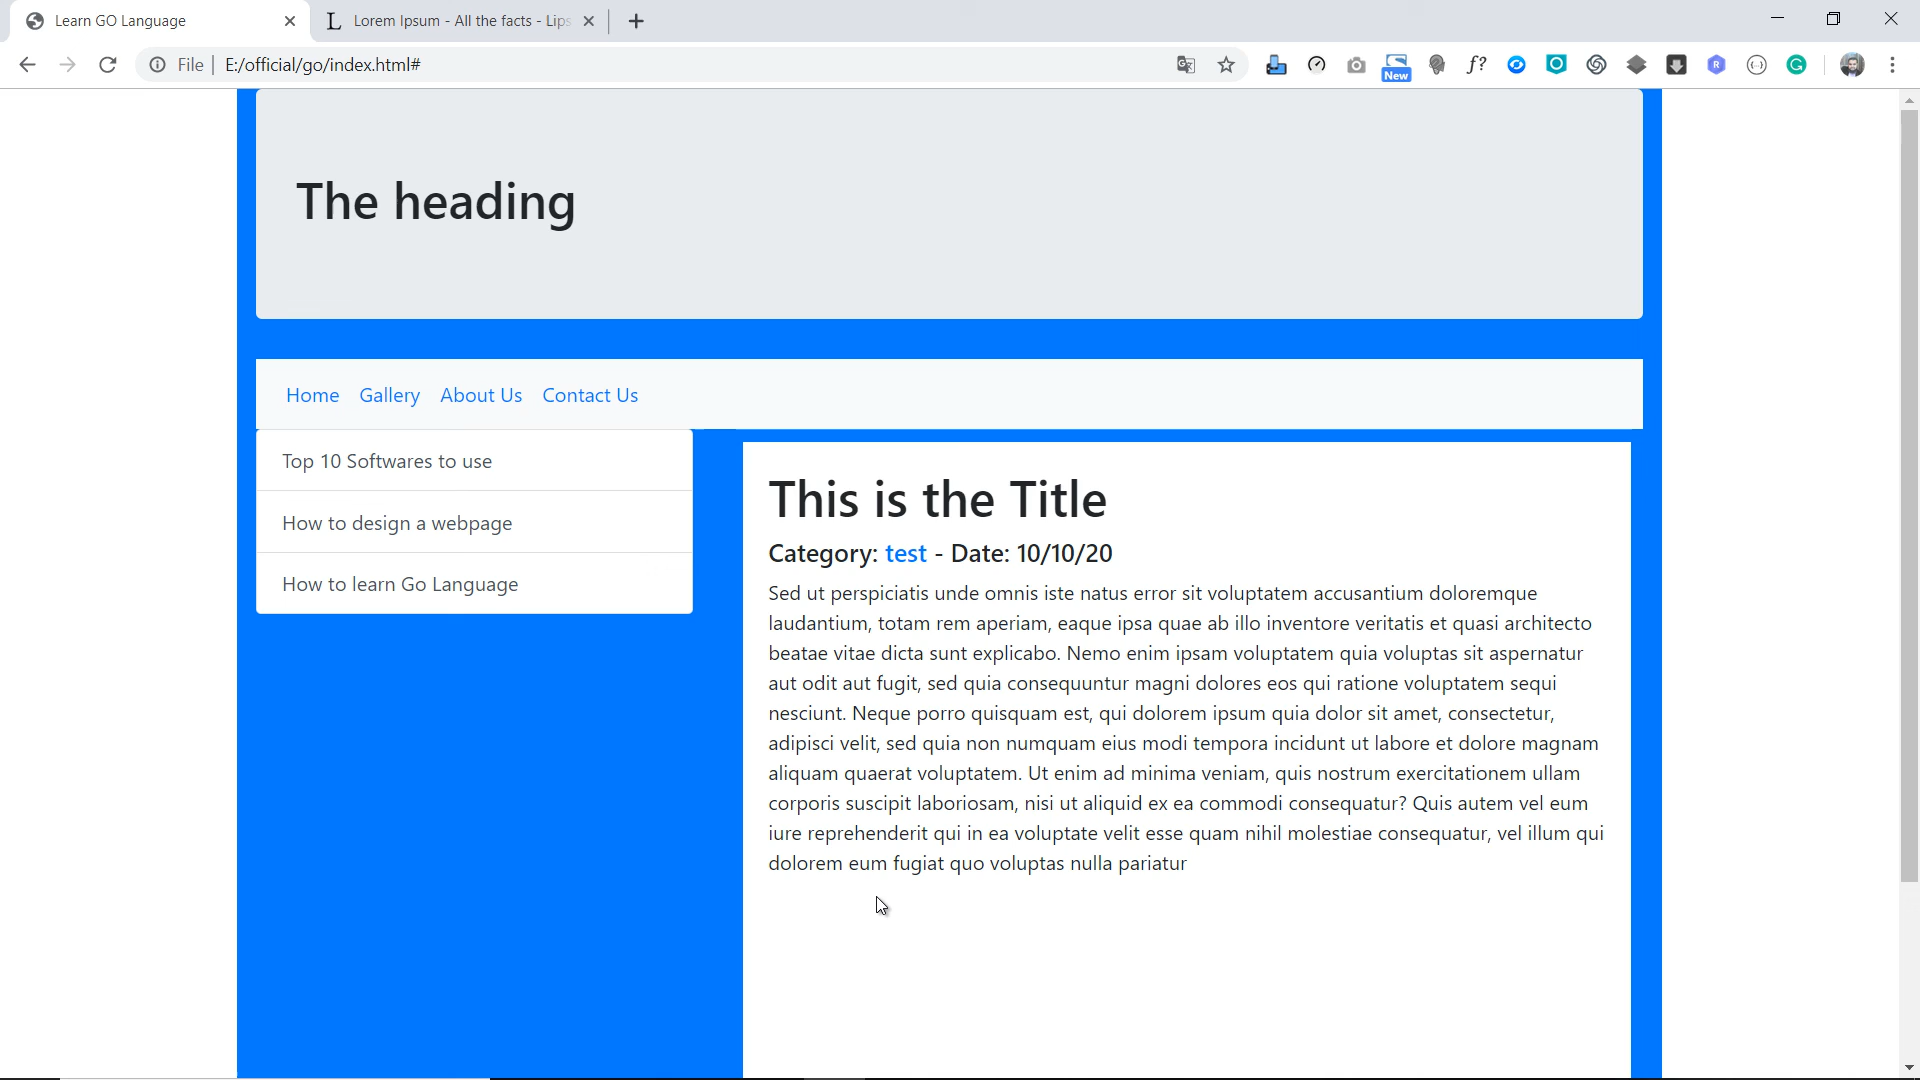 Learn GO Language
Lorem Ipsum - All the facts - Lips
File
E:/official/go/index.html#
New
f?
R
The heading
Home Gallery About Us Contact Us
Top 10 Softwares to use
How to design a webpage
How to learn Go Language
This is the Title
Category: test - Date: 10/10/20
Sed ut perspiciatis unde omnis iste natus error sit voluptatem accusantium doloremque
laudantium, totam rem aperiam, eaque ipsa quae ab illo inventore veritatis et quasi architecto
beatae vitae dicta sunt explicabo. Nemo enim ipsam voluptatem quia voluptas sit aspernatur
aut odit aut fugit, sed quia consequuntur magni dolores eos qui ratione voluptatem sequi
nesciunt. Neque porro quisquam est, qui dolorem ipsum quia dolor sit amet, consectetur,
adipisci velit, sed quia non numquam eius modi tempora incidunt ut labore et dolore magnam
aliquam quaerat voluptatem. Ut enim ad minima veniam, quis nostrum exercitationem ullam
corporis suscipit laboriosam, nisi ut aliquid ex ea commodi consequatur? Quis autem vel eum
iure reprehenderit qui in ea voluptate velit esse quam nihil molestiae consequatur, vel illum qui
dolorem eum fugiat quo voluptas nulla pariatur